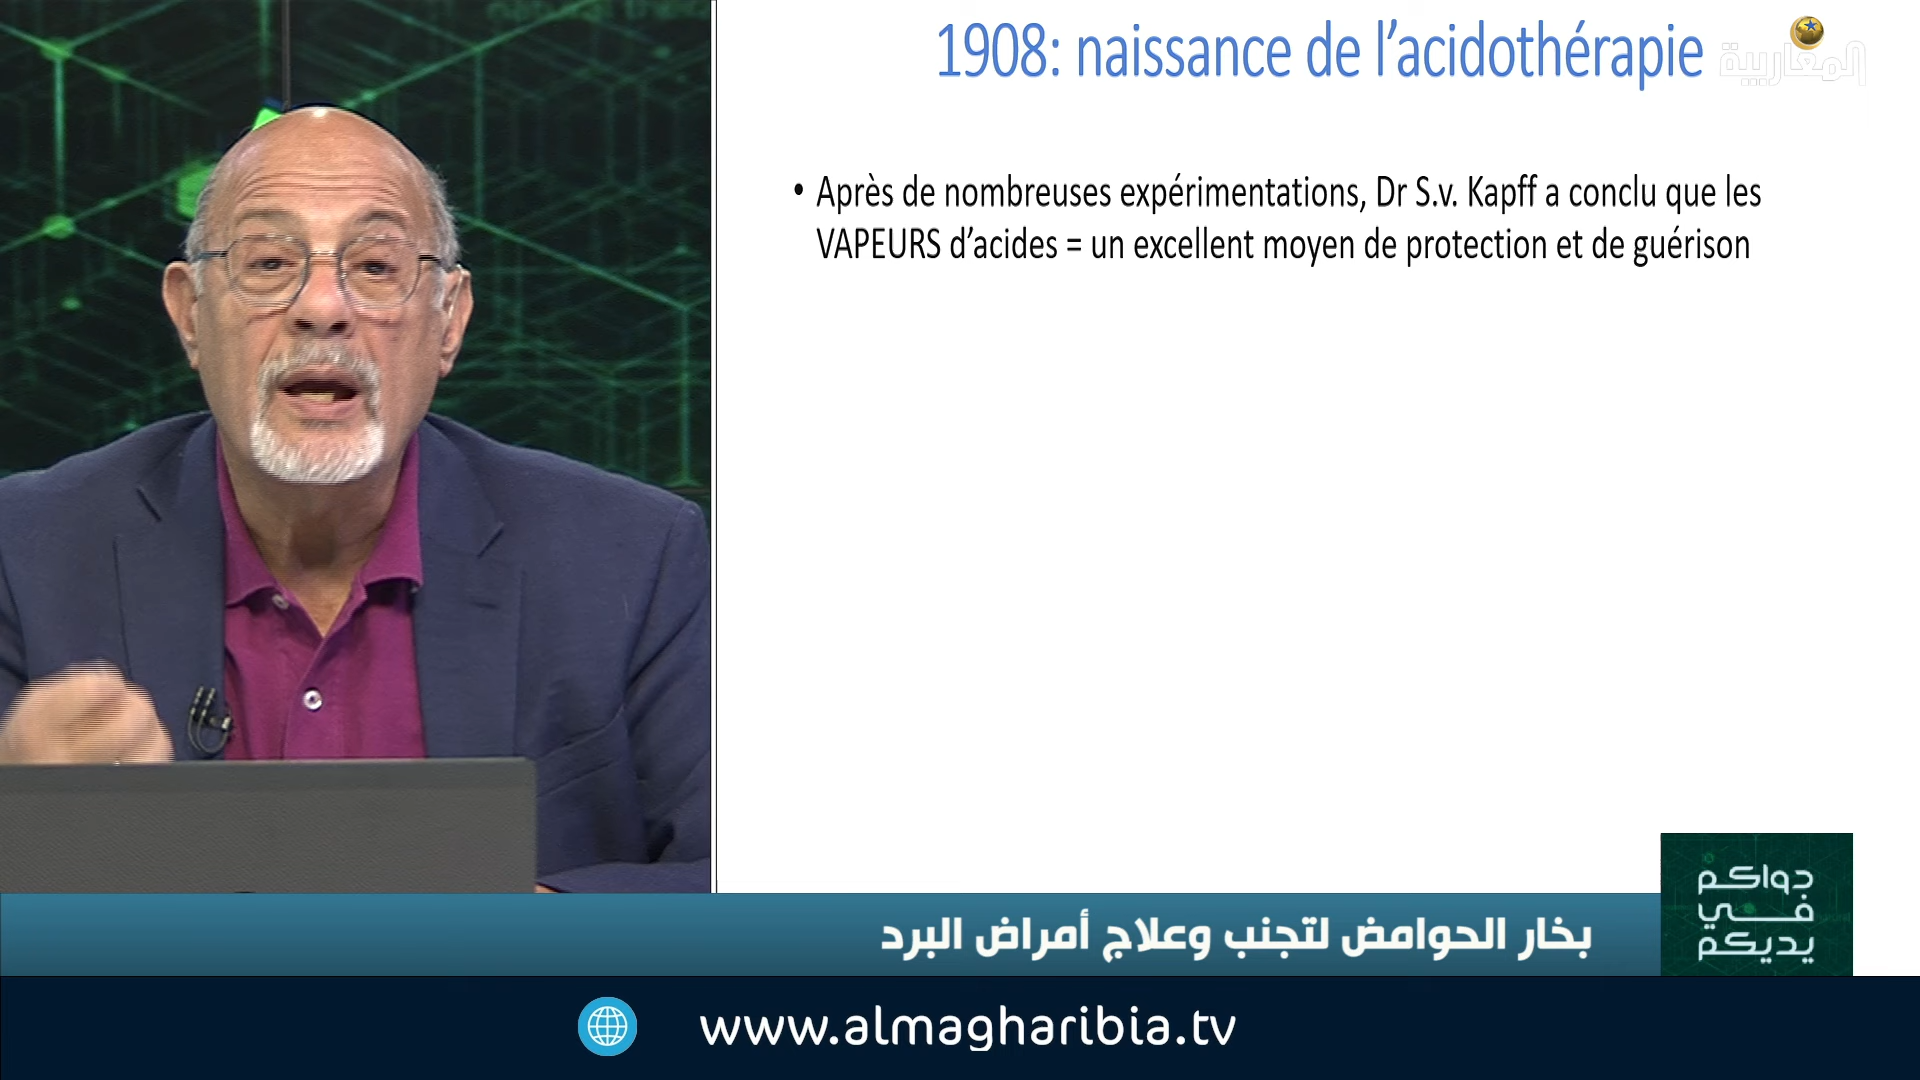 1908: naissance de l’acidothérapie
المغاربية
• Après de nombreuses expérimentations, Dr S.v. Kapff a conclu que les
VAPEURS d’acides = un excellent moyen de protection et de guérison
دواكم
في
يديكم
بخار الحوامض لتجنب وعلاج أمراض البرد
www.almagharibia.tv